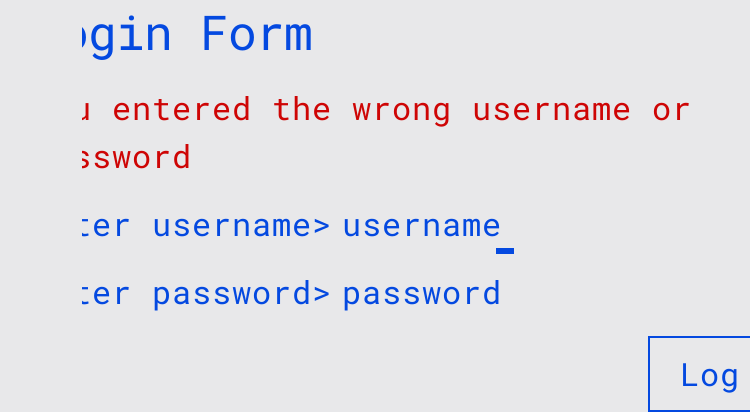 ogin Form
u entered the wrong username or
ssword
ter username> username
ter password> password
Log